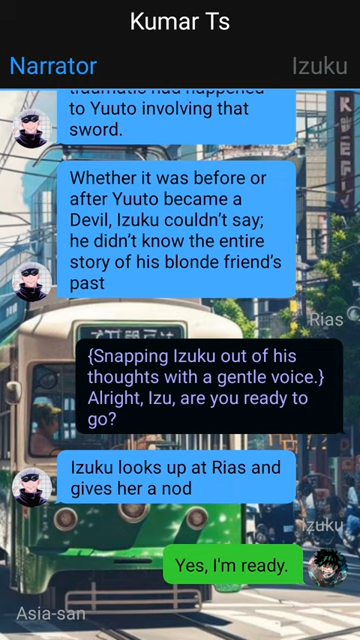 Kumar Ts
Narrator
Izuku
traumatic had happened
to Yuuto involving that
sword.
Whether it was before or
after Yuuto became a
Devil, Izuku couldn't say;
he didn't know the entire
story of his blonde friend's
past
Rias
{Snapping Izuku out of his
thoughts with a gentle voice.}
Alright, Izu, are you ready to
go?
Izuku looks up at Rias and
gives her a nod
Izuku
Yes, I'm ready.
Asia-san